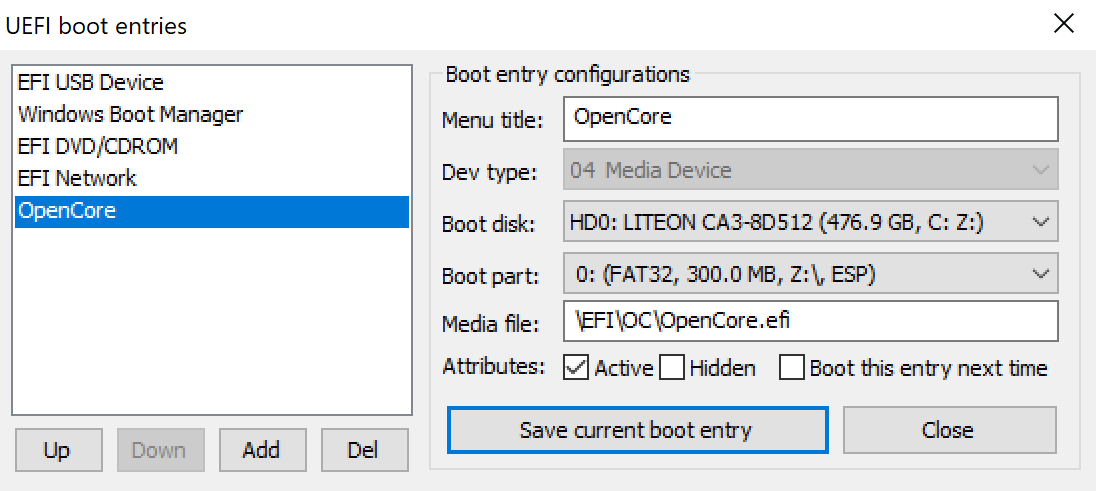 UEFI boot entries
EFI USB Device
Windows Boot Manager
EFI DVD/CDROM
EFI Network
OpenCore
Up
Down
Add
Del
Boot entry configurations
Menu title: OpenCore
Dev type: 04 Media Device
Boot disk: HD0: LITEON CA3-8D512 (476.9 GB, C: Z:)
Boot part: 0: (FAT32, 300.0 MB, Z:\, ESP)
Media file: \EFI\OC\OpenCore.efi
Attributes: Active Hidden Boot this entry next time
Save current boot entry
Close